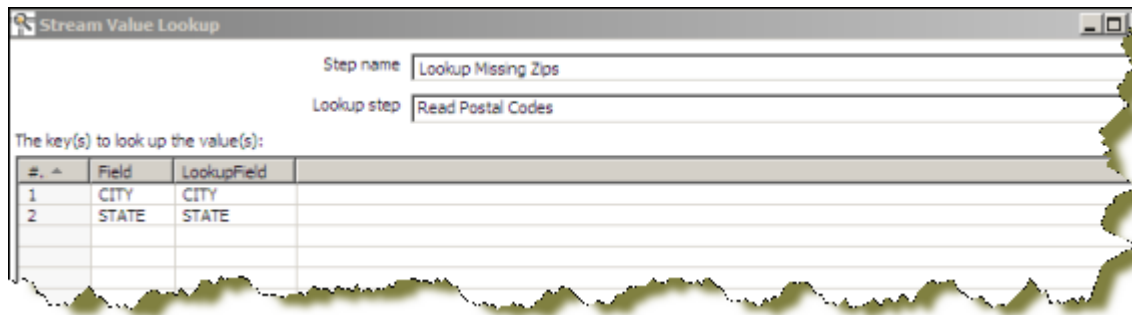 Stream Value Lookup
Step name Lookup Missing Zips
Lookup step Read Postal Codes
The key(s) to look up the value(s):
#. Field LookupField
1 CITY CITY
2 STATE STATE